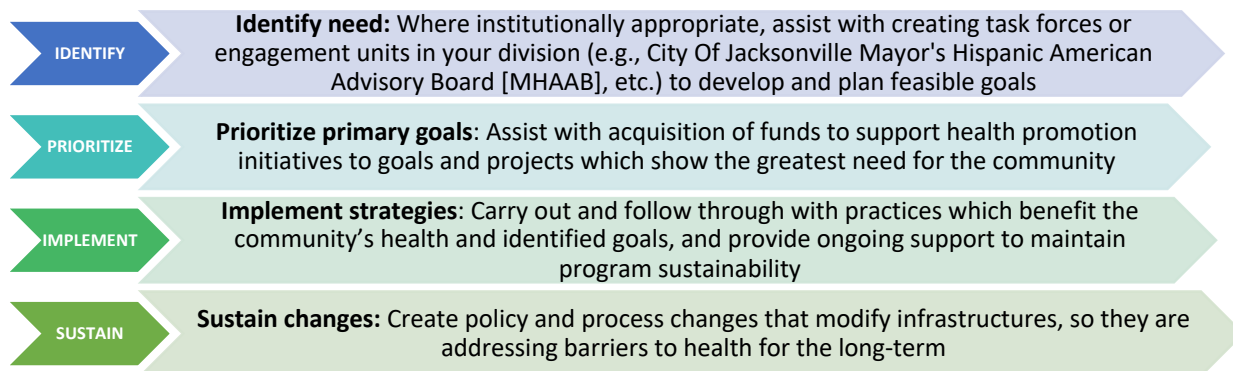 IDENTIFY
Identify need: Where institutionally appropriate, assist with creating task forces or
engagement units in your division (e.g., City Of Jacksonville Mayor's Hispanic American
Advisory Board [MHAAB], etc.) to develop and plan feasible goals
PRIORITIZE
Prioritize primary goals: Assist with acquisition of funds to support health promotion
initiatives to goals and projects which show the greatest need for the community
IMPLEMENT
Implement strategies: Carry out and follow through with practices which benefit the
community’s health and identified goals, and provide ongoing support to maintain
program sustainability
SUSTAIN
Sustain changes: Create policy and process changes that modify infrastructures, so they are
addressing barriers to health for the long-term